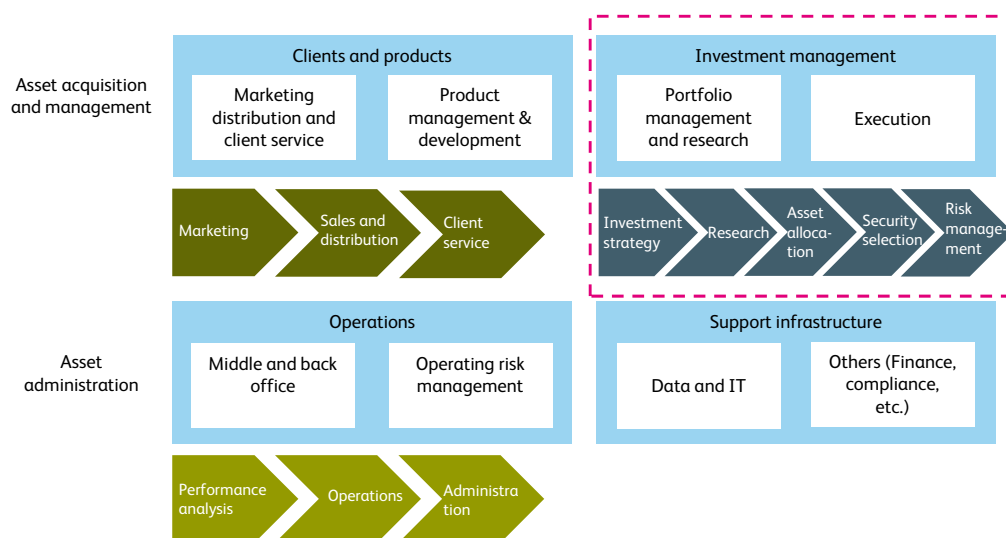 Asset acquisition
and management
Clients and products
Marketing
distribution and
client service
Product
management &
development
Investment management
Portfolio
management
and research
Execution
Marketing
Sales and
distribution
Client
service
Investment
strategy
Research
Asset
alloca-
tion
Security
selection
Risk
manage-
ment
Asset
administration
Operations
Middle and back
office
Operating risk
management
Support infrastructure
Data and IT
Others (Finance,
compliance,
etc.)
Performance
analysis
Operations
Administra
tion